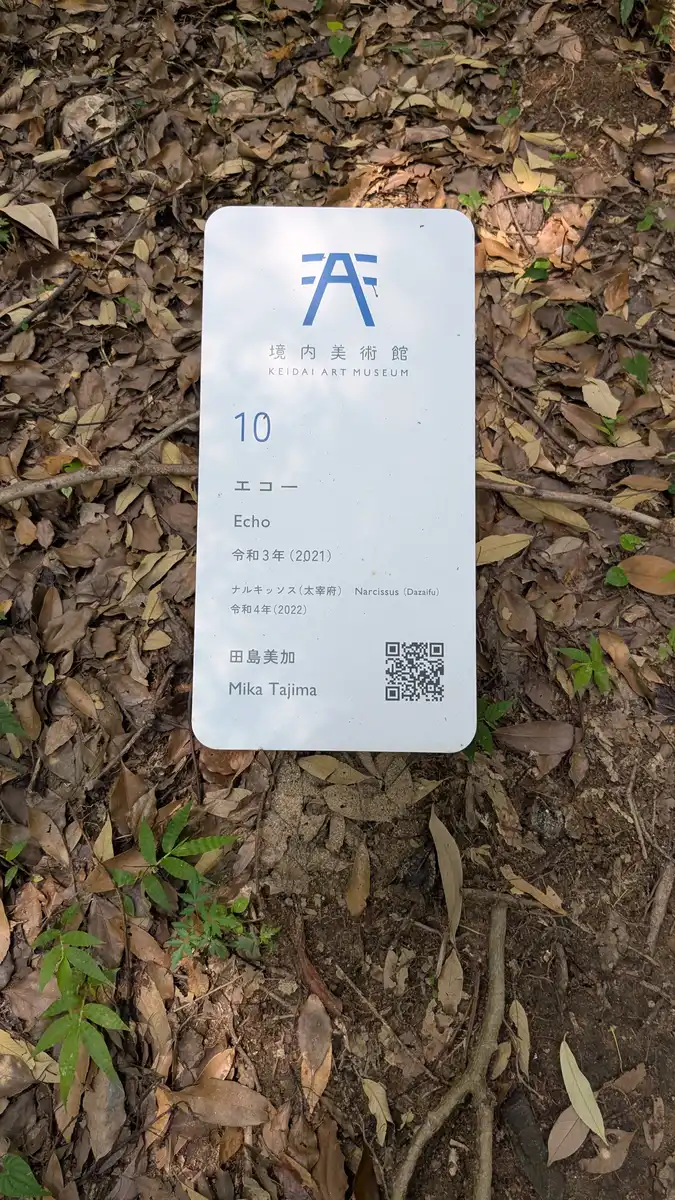 境内美術館
KEIDAI ART MUSEUM
10
エコー
Echo
令和3年(2021)
ナルキッソス(太宰府) Narcissus (Dazaifu)
令和4年(2022)
田島美加
Mika Tajima